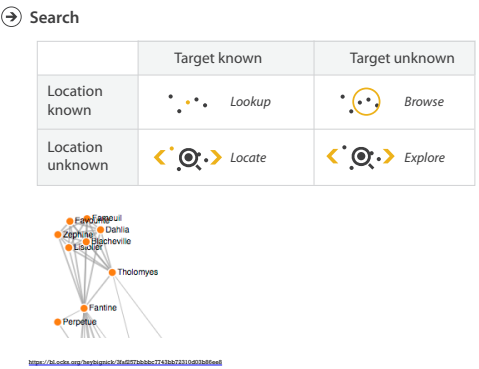 Search
Target known
Target unknown
Location known
Lookup
Browse
Location unknown
Locate
Explore
Fameuil
Favourite
Dahlia
Zephine
Blacheville
Listolier
Tholomyes
Fantine
Perpetue